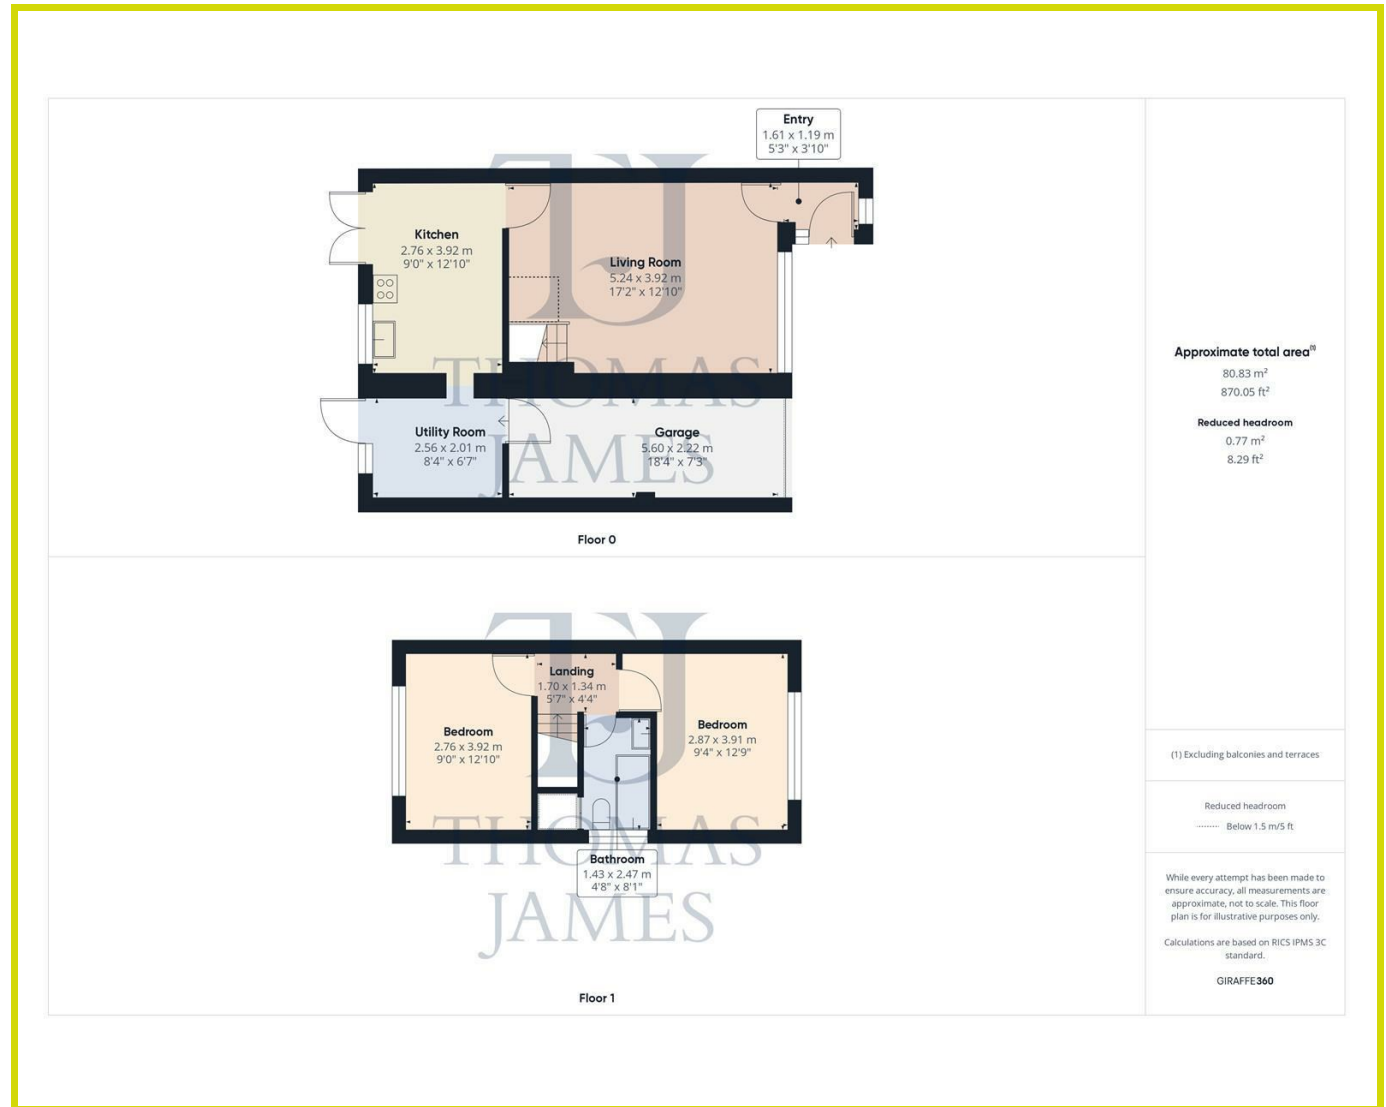 Entry
1.61 x 1.19 m
5'3" x 3'10"
Kitchen
2.76 x 3.92 m
9'0" x 12'10"
Living Room
5.24 x 3.92 m
17'2" x 12'10"
Utility Room
2.56 x 2.01 m
8'4" x 6'7"
Garage
5.60 x 2.22 m
18'4" x 7'3"
TJ
THOMAS
JAMES
Floor 0
Landing
1.70 x 1.34 m
5'7" x 4'4"
Bedroom
2.76 x 3.92 m
9'0" x 12'10"
Bedroom
2.87 x 3.91 m
9'4" x 12'9"
Bathroom
1.43 x 2.47 m
4'8" x 8'1"
TJ
THOMAS
JAMES
Floor 1
Approximate total area(1)
80.83 m²
870.05 ft²
Reduced headroom
0.77 m²
8.29 ft²
(1) Excluding balconies and terraces
Reduced headroom
Below 1.5 m/5 ft
While every attempt has been made to
ensure accuracy, all measurements are
approximate, not to scale. This floor
plan is for illustrative purposes only.
Calculations are based on RICS IPMS 3C
standard.
GIRAFFE360